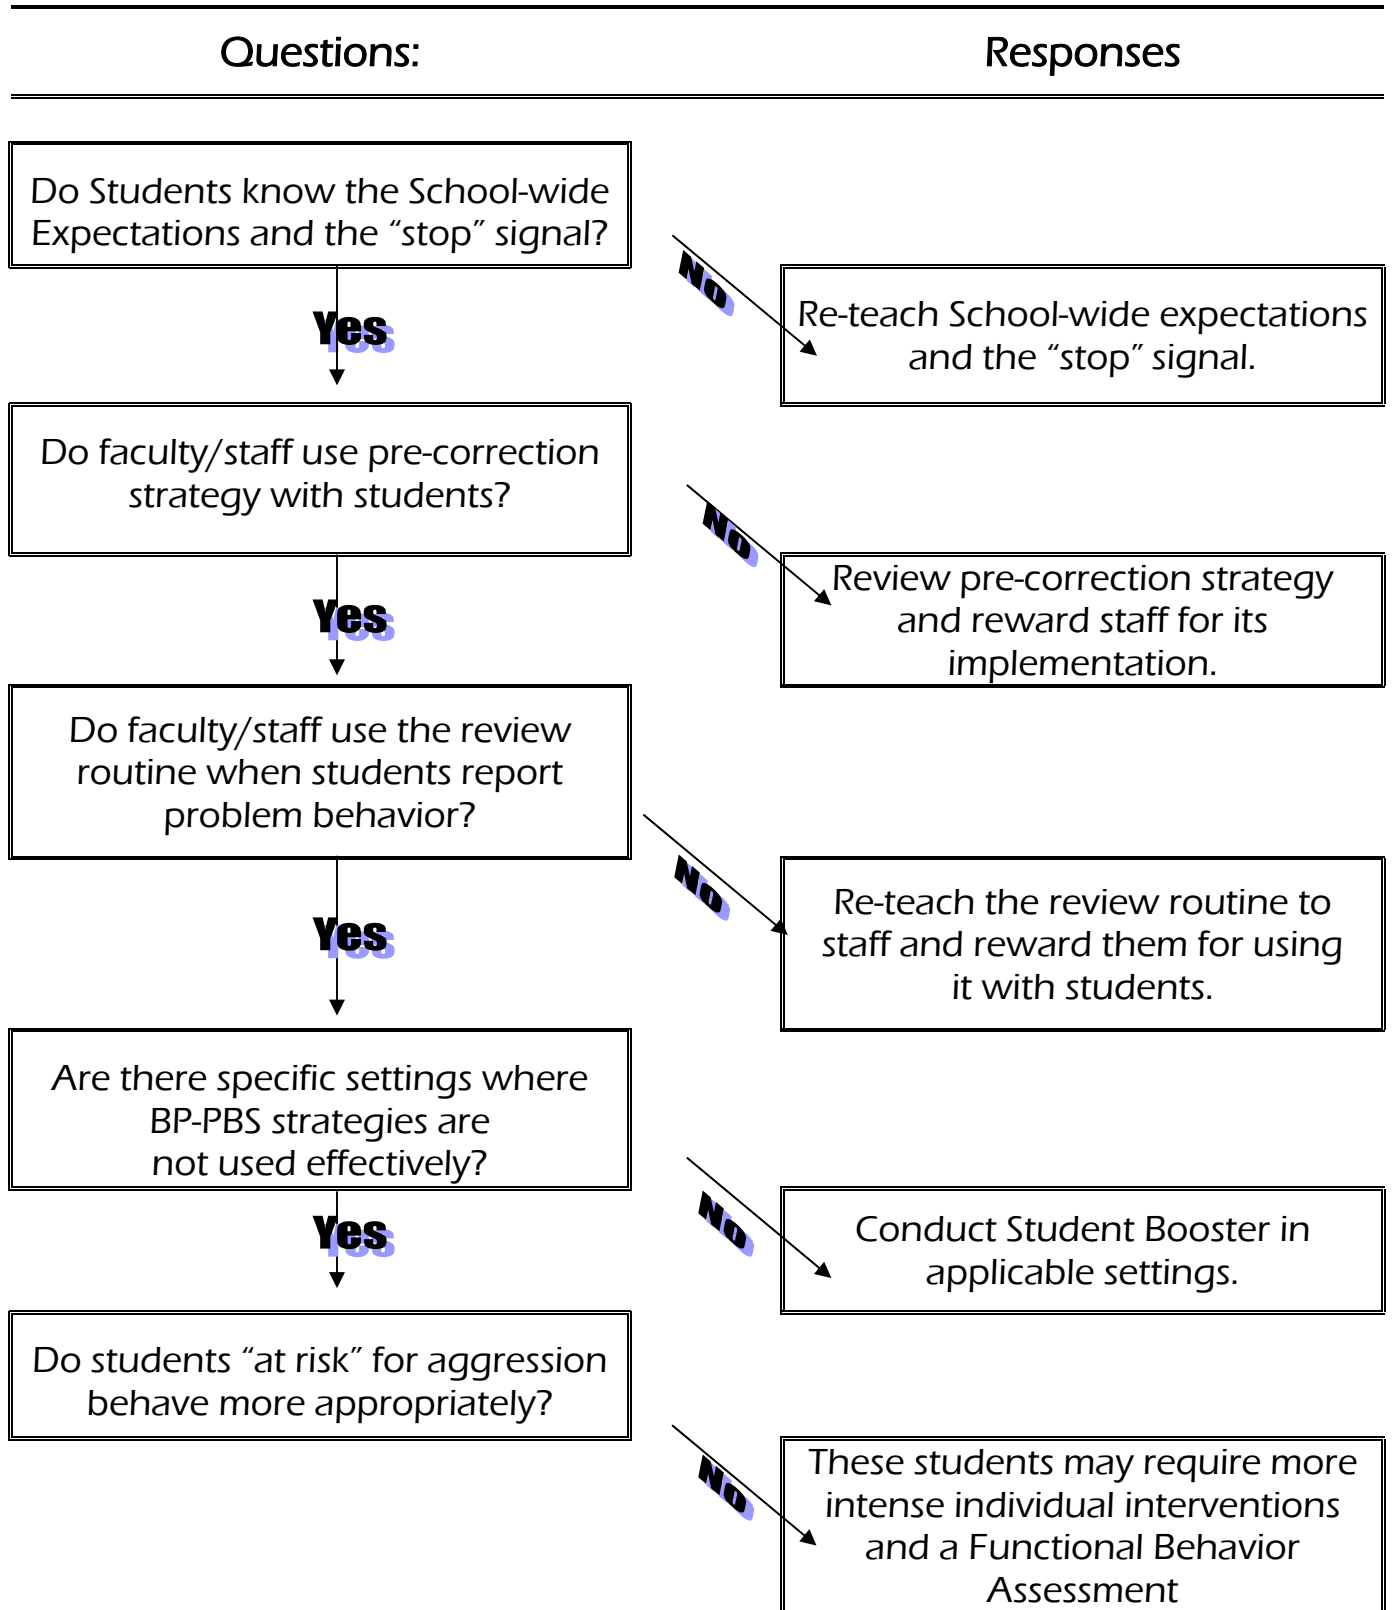 Questions:
Responses
Do Students know the School-wide
Expectations and the “stop” signal?
No
Re-teach School-wide expectations
and the “stop” signal.
Yes
Do faculty/staff use pre-correction
strategy with students?
No
Review pre-correction strategy
and reward staff for its
implementation.
Yes
Do faculty/staff use the review
routine when students report
problem behavior?
No
Re-teach the review routine to
staff and reward them for using
it with students.
Yes
Are there specific settings where
BP-PBS strategies are
not used effectively?
No
Conduct Student Booster in
applicable settings.
Yes
Do students “at risk” for aggression
behave more appropriately?
No
These students may require more
intense individual interventions
and a Functional Behavior
Assessment